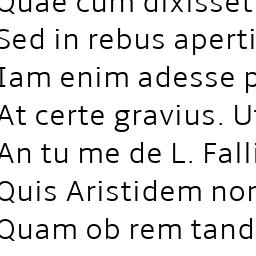 Quae cum dixisset
Sed in rebus aperti
Iam enim adesse p
At certe gravius. U
An tu me de L. Falli
Quis Aristidem non
Quam ob rem tand